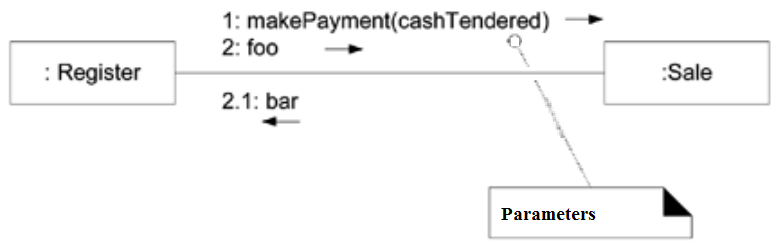 1: makePayment(cashTendered)
2: foo
: Register
:Sale
2.1: bar
Parameters